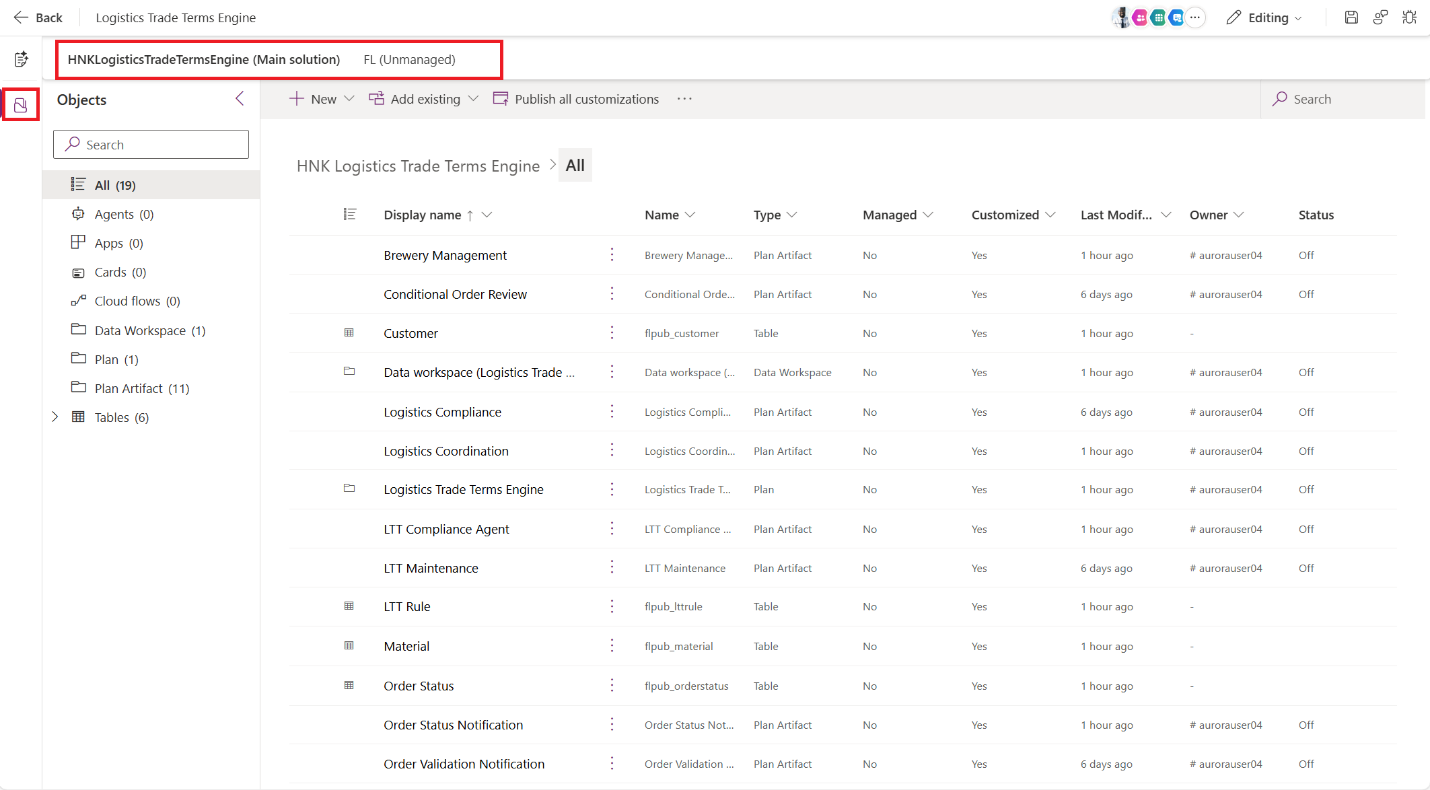 Back Logistics Trade Terms Engine Editing
HNKLogisticsTradeTermsEngine (Main solution) FL (Unmanaged)
Objects
New Add existing Publish all customizations ··· Search
Search
HNK Logistics Trade Terms Engine > All
All (19)
Agents (0)
Apps (0)
Cards (0)
Cloud flows (0)
Data Workspace (1)
Plan (1)
Plan Artifact (11)
Tables (6)
Display name ↑ Name Type Managed Customized Last Modif... Owner Status
Brewery Management Brewery Manage... Plan Artifact No Yes 1 hour ago # aurorauser04 Off
Conditional Order Review Conditional Orde... Plan Artifact No Yes 6 days ago # aurorauser04 Off
Customer flpub_customer Table No Yes 1 hour ago -
Data workspace (Logistics Trade ... Data workspace (... Data Workspace No Yes 1 hour ago # aurorauser04 Off
Logistics Compliance Logistics Compli... Plan Artifact No Yes 6 days ago # aurorauser04 Off
Logistics Coordination Logistics Coordin... Plan Artifact No Yes 1 hour ago # aurorauser04 Off
Logistics Trade Terms Engine Logistics Trade T... Plan No Yes 1 hour ago # aurorauser04 Off
LTT Compliance Agent LTT Compliance ... Plan Artifact No Yes 1 hour ago # aurorauser04 Off
LTT Maintenance LTT Maintenance Plan Artifact No Yes 6 days ago # aurorauser04 Off
LTT Rule flpub_lttrule Table No Yes 1 hour ago -
Material flpub_material Table No Yes 1 hour ago -
Order Status flpub_orderstatus Table No Yes 1 hour ago -
Order Status Notification Order Status Not... Plan Artifact No Yes 1 hour ago # aurorauser04 Off
Order Validation Notification Order Validation ... Plan Artifact No Yes 6 days ago # aurorauser04 Off